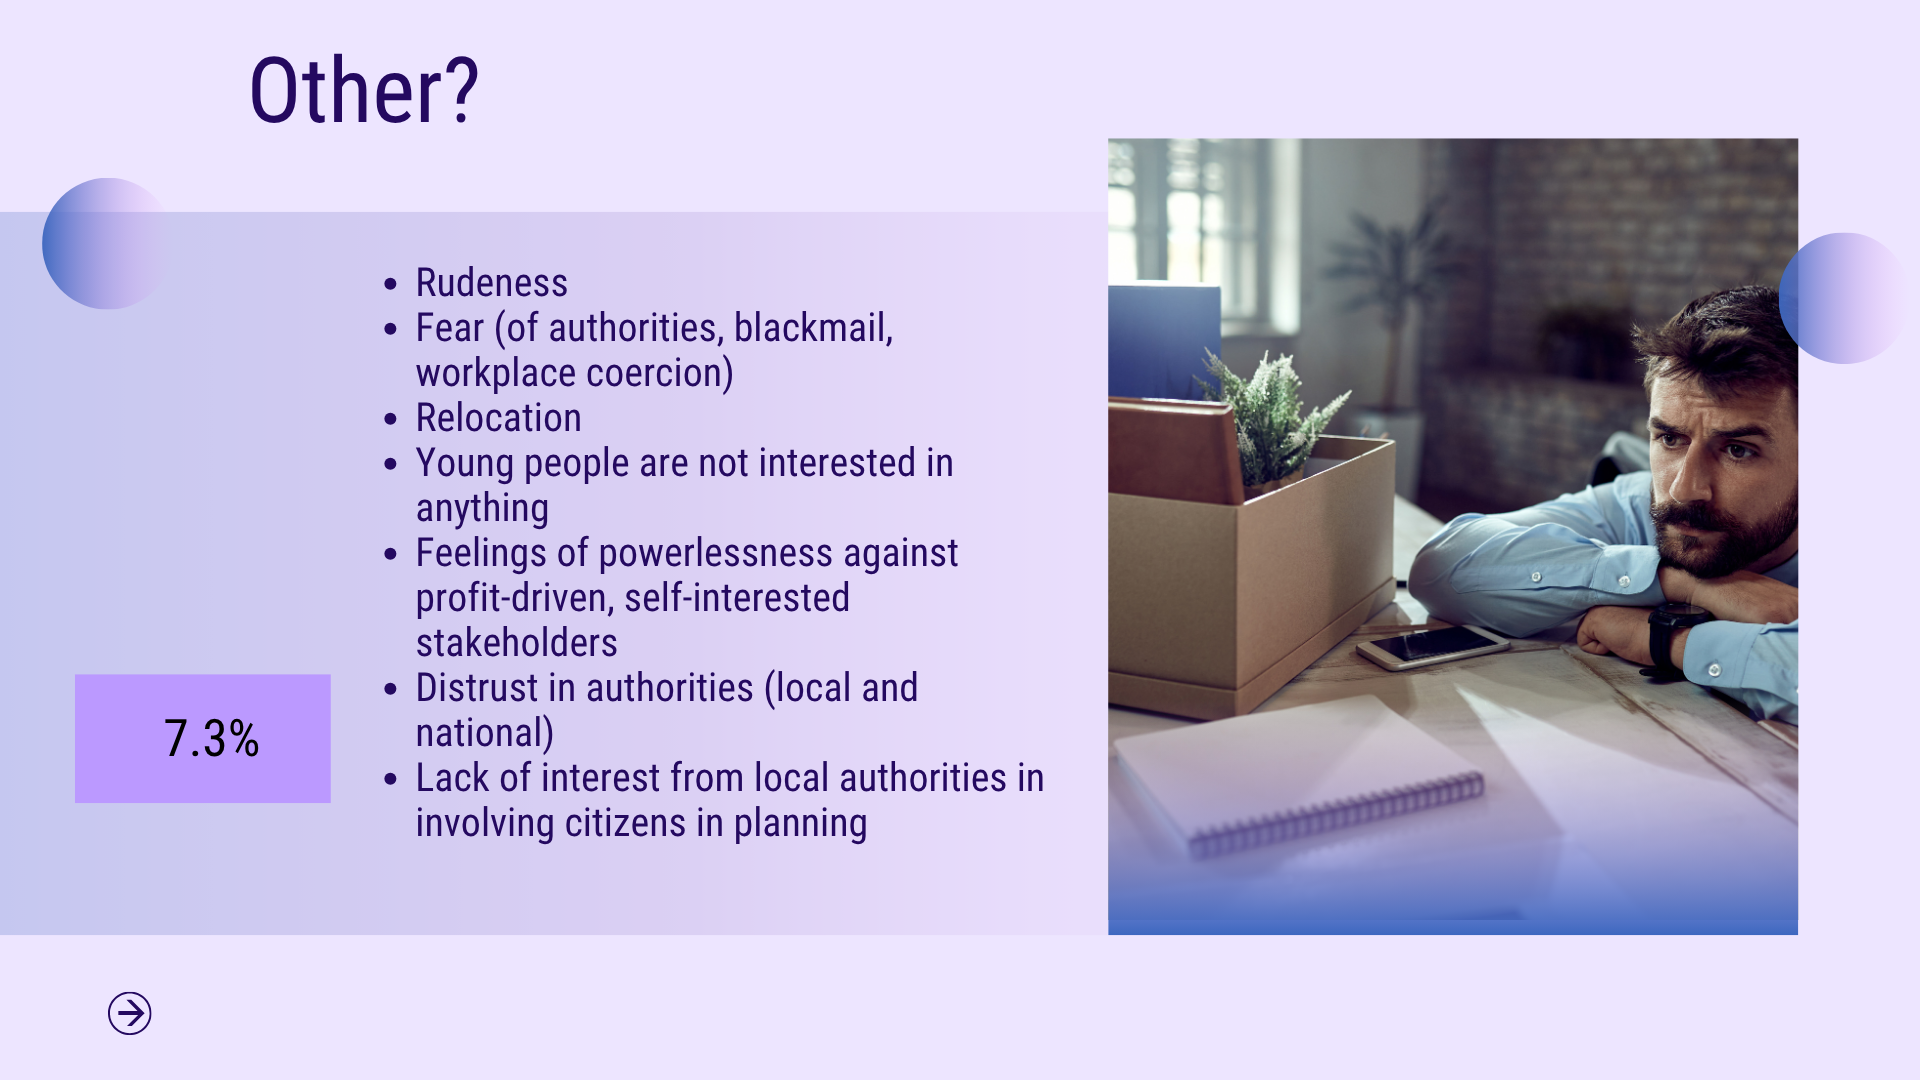 Other?
• Rudeness
• Fear (of authorities, blackmail,
workplace coercion)
• Relocation
• Young people are not interested in
anything
• Feelings of powerlessness against
profit-driven, self-interested
stakeholders
• Distrust in authorities (local and
national)
• Lack of interest from local authorities in
involving citizens in planning
7.3%